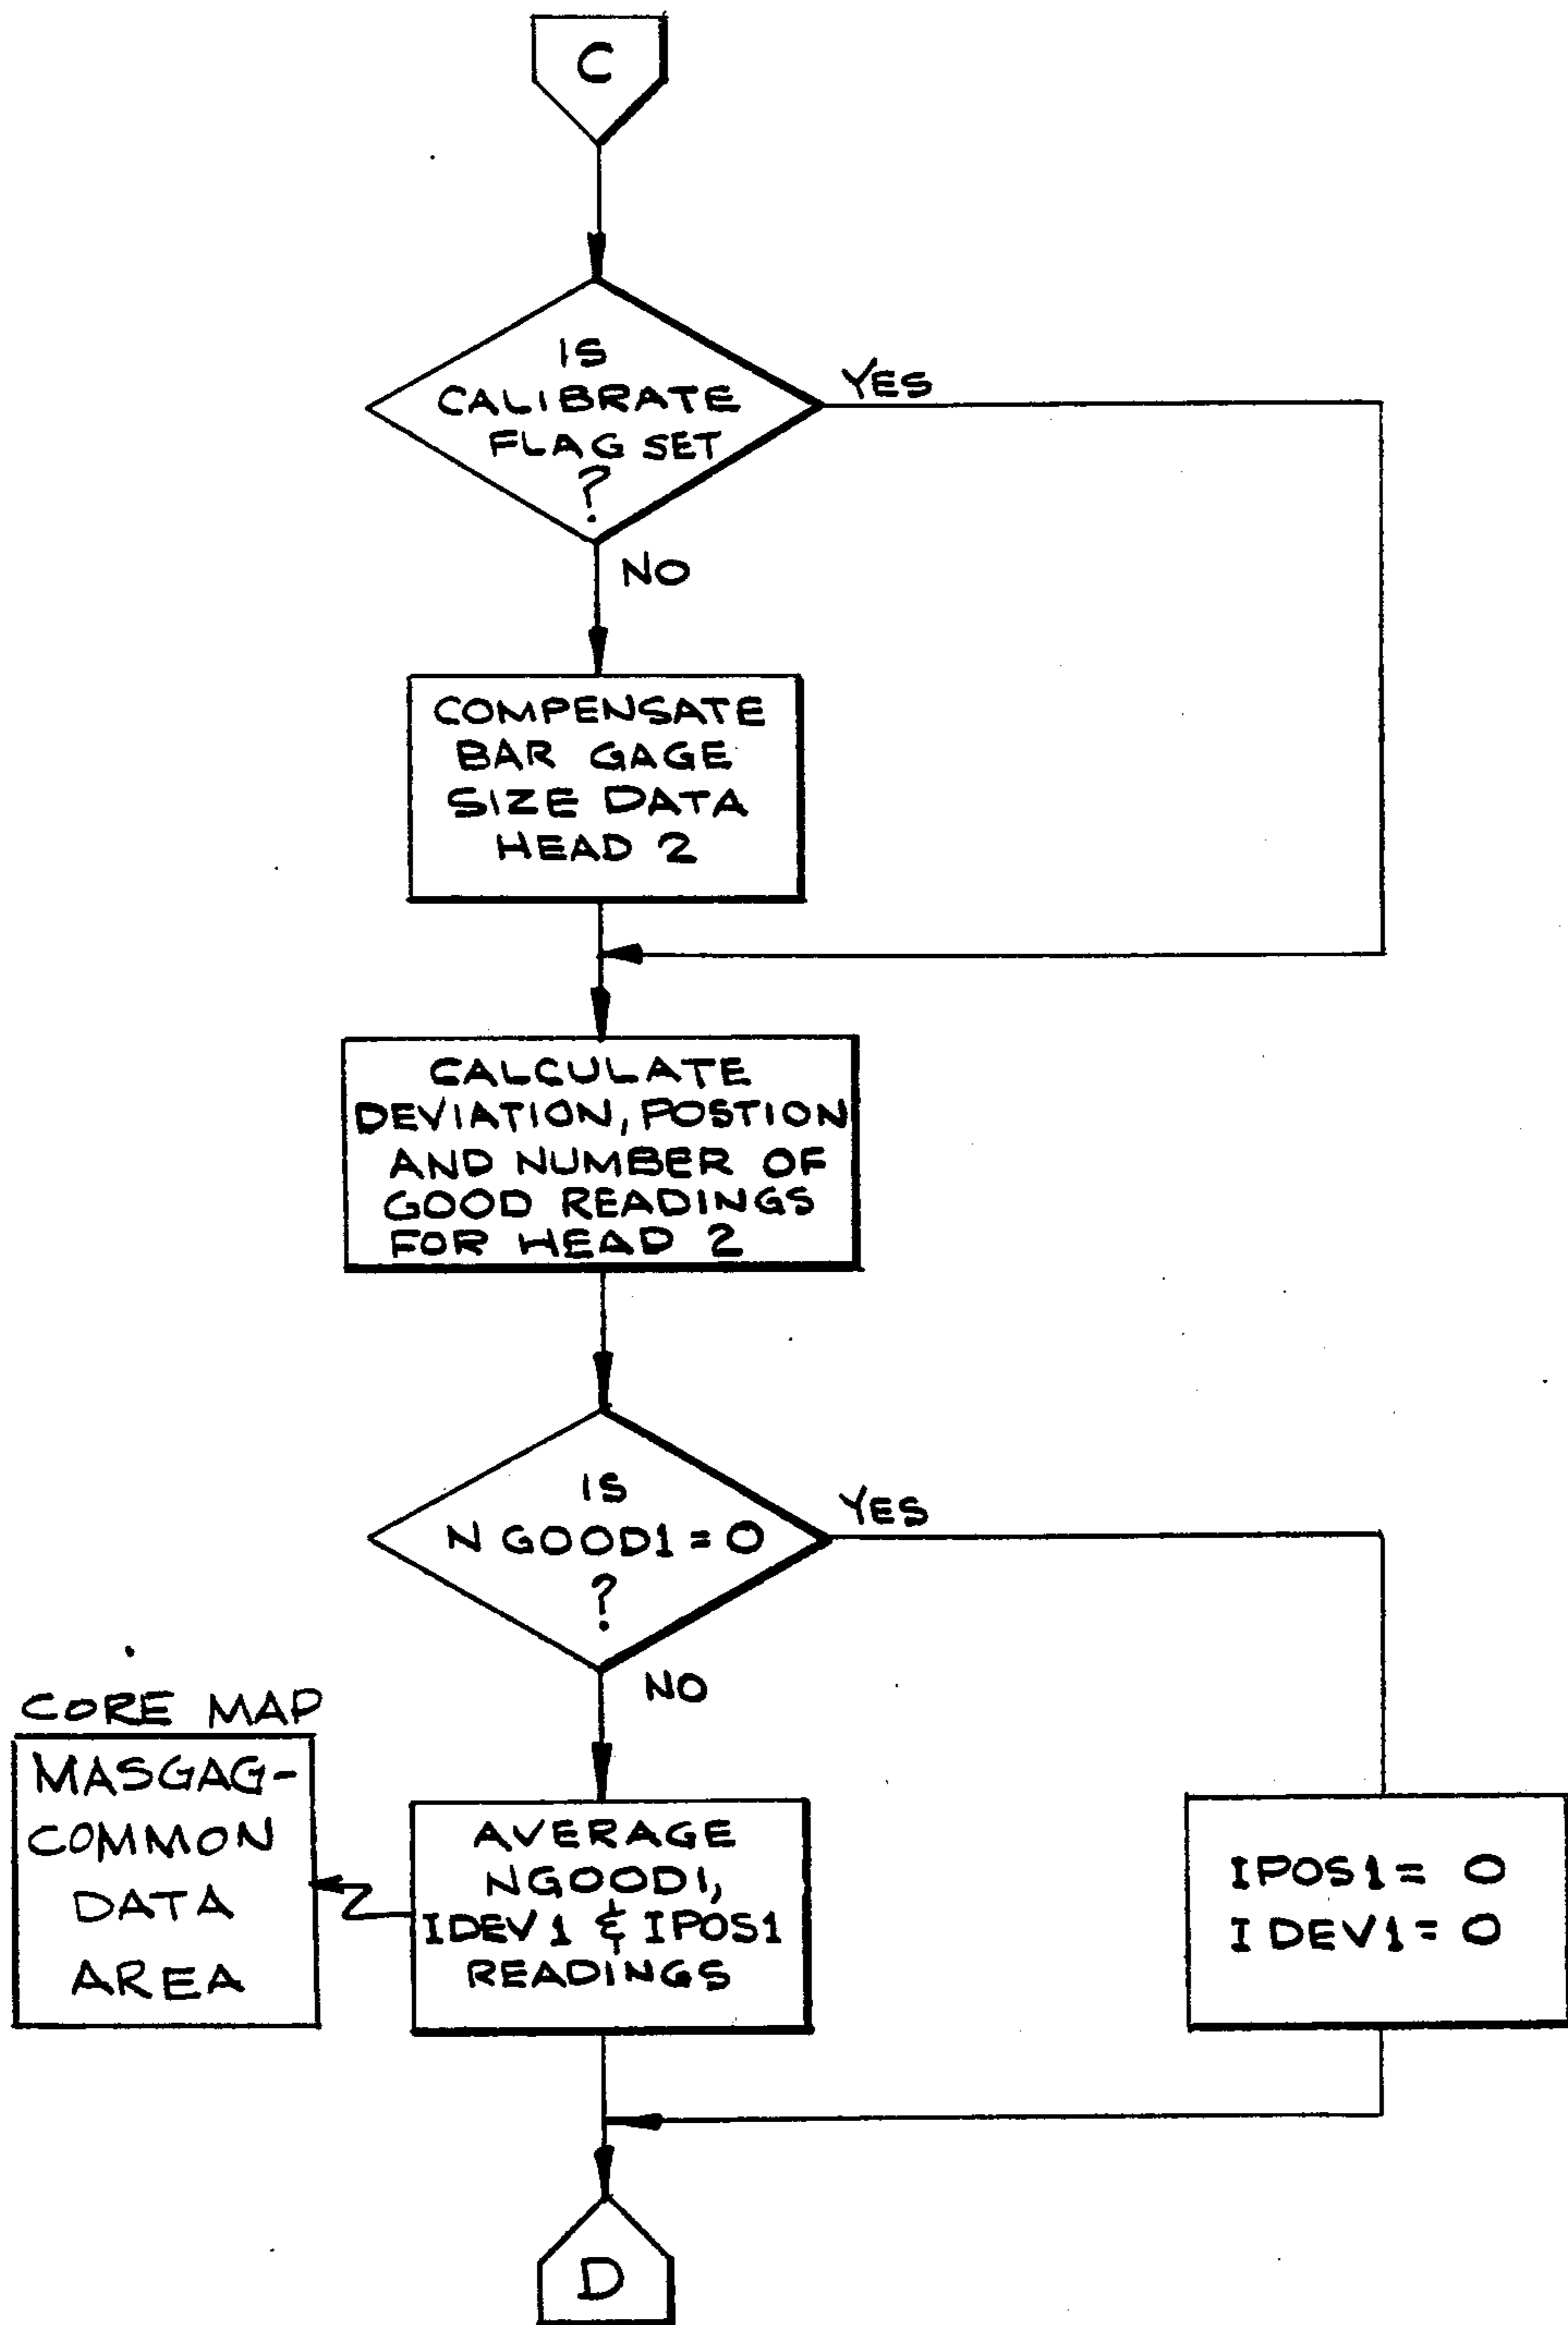 C
IS
CALIBRATE
FLAG SET
?
YES
NO
COMPENSATE
BAR GAGE
SIZE DATA
HEAD 2
CALCULATE
DEVIATION, POSTION
AND NUMBER OF
GOOD READINGS
FOR HEAD 2
IS
N GOOD1 = 0
?
YES
NO
CORE MAP
MASGAG-
COMMON
DATA
AREA
AVERAGE
NGOOD1,
IDEV1 & IPOS1
READINGS
IPOS1 = 0
IDEV1 = 0
D